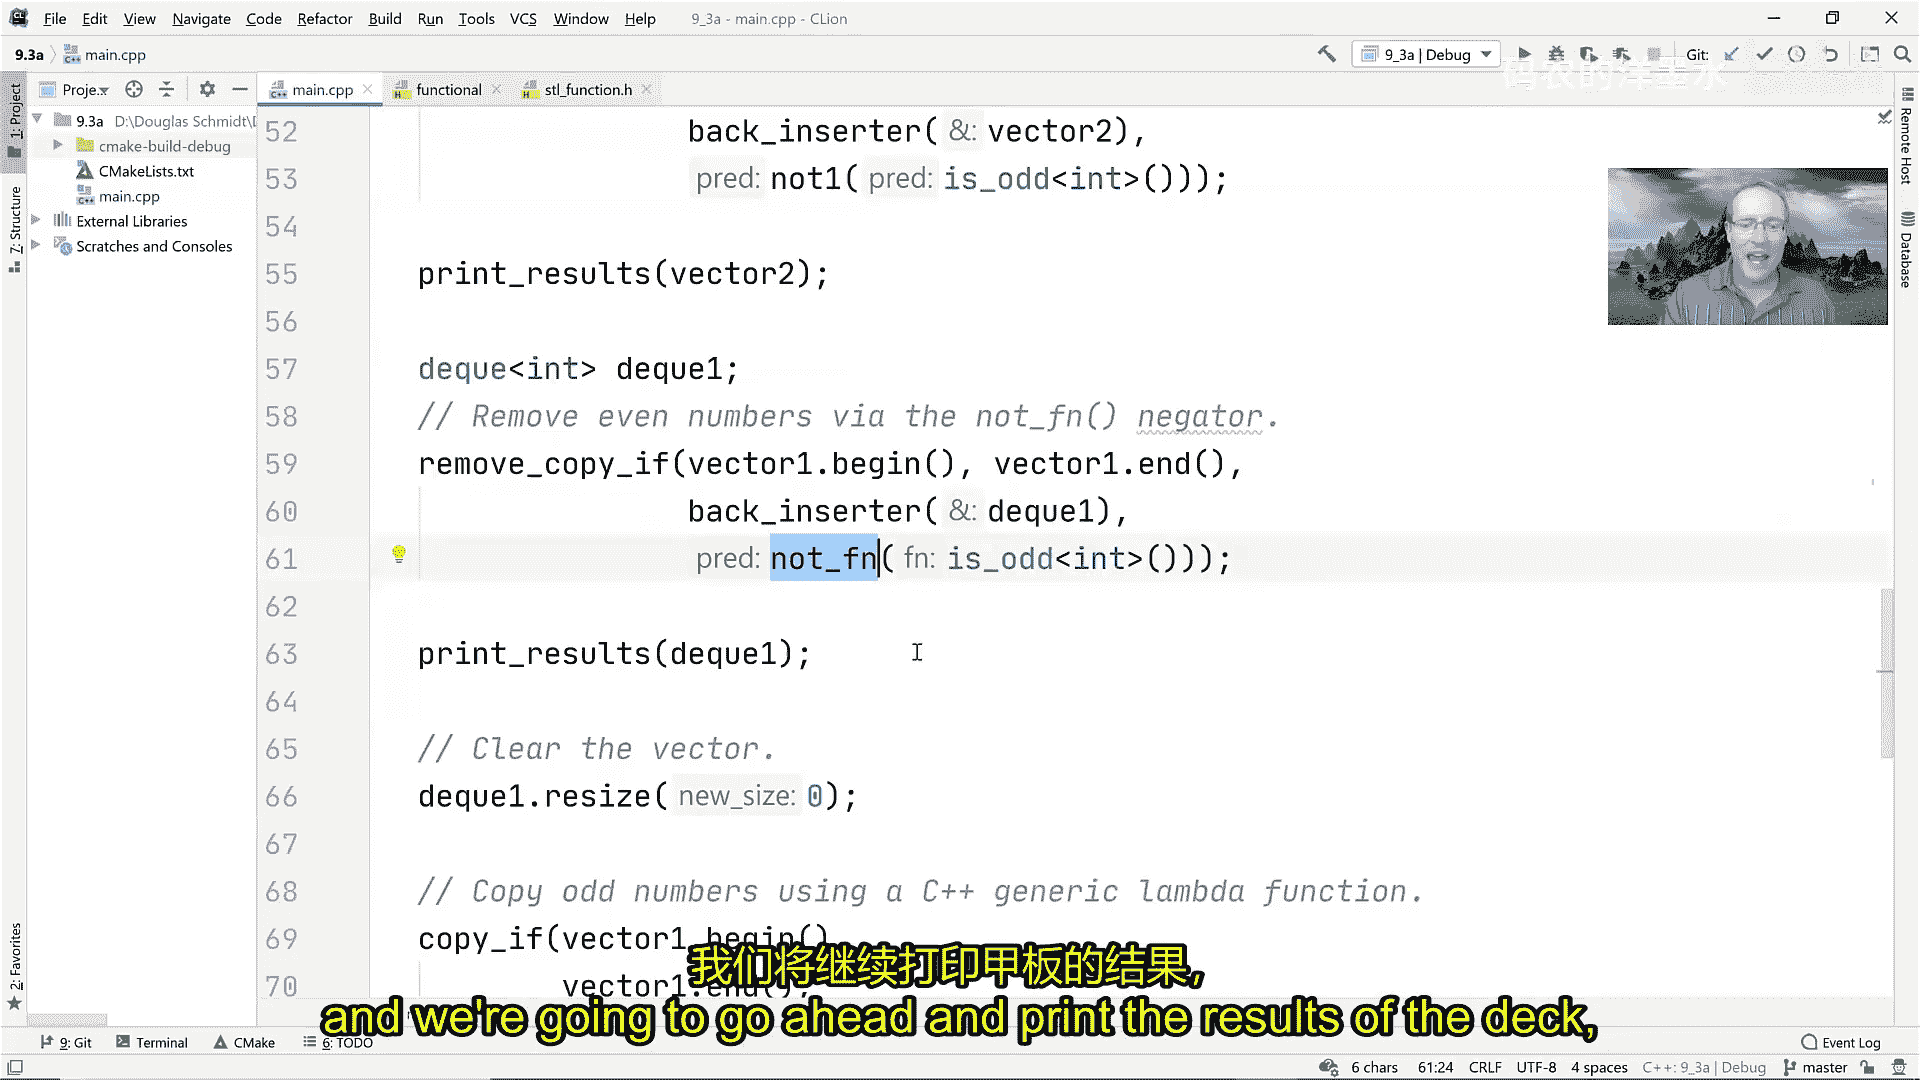 File Edit View Navigate Code Refactor Build Run Tools VCS Window Help 9_3a - main.cpp - CLion
9.3a main.cpp 9_3a | Debug Git:
码农的洋墨水
Proje... main.cpp functional stl_function.h
1: Project
Z: Structure
2: Favorites
9.3a D:\Douglas Schmidt\
cmake-build-debug
CMakeLists.txt
main.cpp
External Libraries
Scratches and Consoles
52 back_inserter( &: vector2),
53 pred: not1( pred: is_odd<int>()));
54
55 print_results(vector2);
56
57 deque<int> deque1;
58 // Remove even numbers via the not_fn() negator.
59 remove_copy_if(vector1.begin(), vector1.end(),
60 back_inserter( &: deque1),
61 pred: not_fn( fn: is_odd<int>()));
62
63 print_results(deque1);
64
65 // Clear the vector.
66 deque1.resize( new_size: 0);
67
68 // Copy odd numbers using a C++ generic lambda function.
69 copy_if(vector1.begin()
70 vector1.end(),
Remote Host
Database
我们将继续打印甲板的结果,
and we're going to go ahead and print the results of the deck,
9: Git Terminal CMake 6: TODO Event Log
6 chars 61:24 CRLF UTF-8 4 spaces C++: 9_3a | Debug master